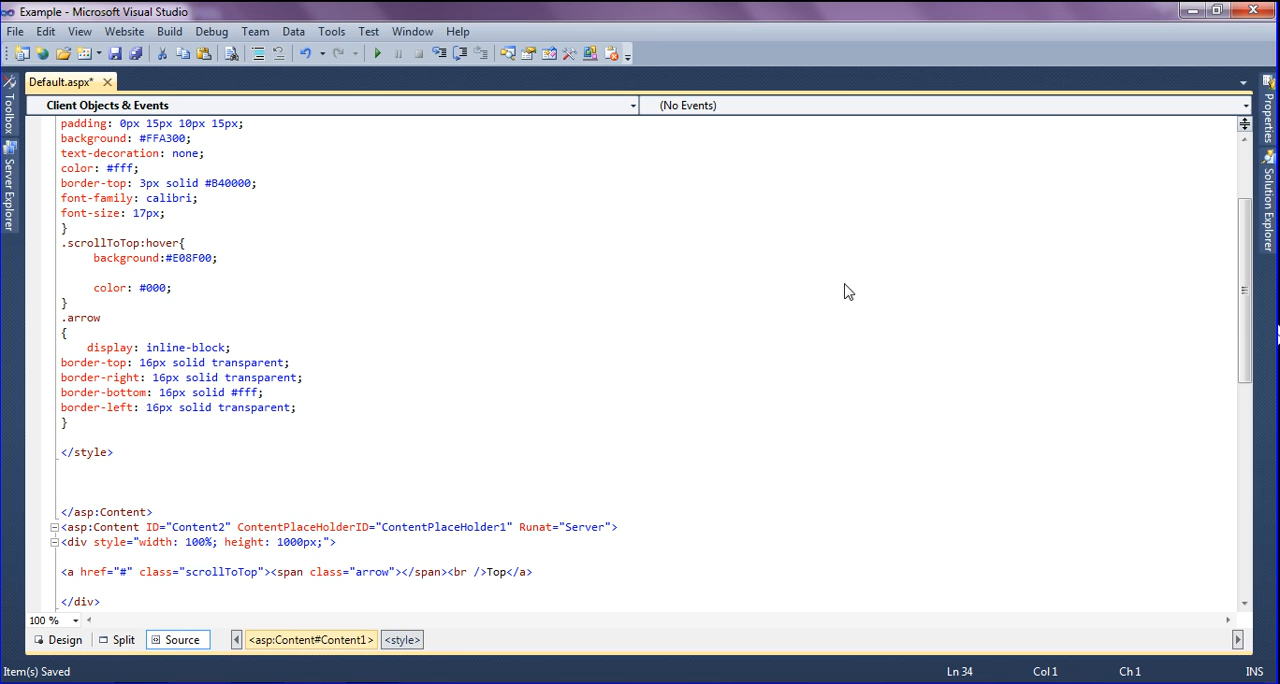 Example - Microsoft Visual Studio
File Edit View Website Build Debug Team Data Tools Test Window Help
Default.aspx*
Toolbox
Server Explorer
Properties
Solution Explorer
Client Objects & Events (No Events)
padding: 0px 15px 10px 15px;
background: #FFA300;
text-decoration: none;
color: #fff;
border-top: 3px solid #B40000;
font-family: calibri;
font-size: 17px;
}
.scrollToTop:hover{
background:#E08F00;
color: #000;
}
.arrow
{
display: inline-block;
border-top: 16px solid transparent;
border-right: 16px solid transparent;
border-bottom: 16px solid #fff;
border-left: 16px solid transparent;
}
</style>
</asp:Content>
<asp:Content ID="Content2" ContentPlaceHolderID="ContentPlaceHolder1" Runat="Server">
<div style="width: 100%; height: 1000px;">
<a href="#" class="scrollToTop"><span class="arrow"></span><br />Top</a>
</div>
100 %
Design Split Source <asp:Content#Content1> <style>
Item(s) Saved Ln 34 Col 1 Ch 1 INS